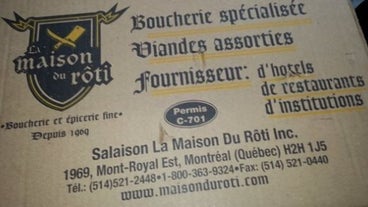 La
maison
du rôti
•Boucherie et épicerie fine•
Depuis 1969
Boucherie spécialisée
Viandes assorties
Fournisseur: d'hotels
de restaurants
d'institutions
Permis
C-701
Salaison La Maison Du Rôti Inc.
1969, Mont-Royal Est, Montréal (Québec) H2H 1J5
Tél.: (514)521-2448•1-800-363-9324•Fax: (514) 521-0440
www.maisonduroti.com